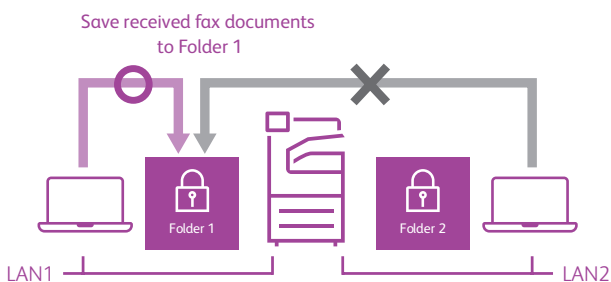 Save received fax documents
to Folder 1
Folder 1
Folder 2
LAN1
LAN2